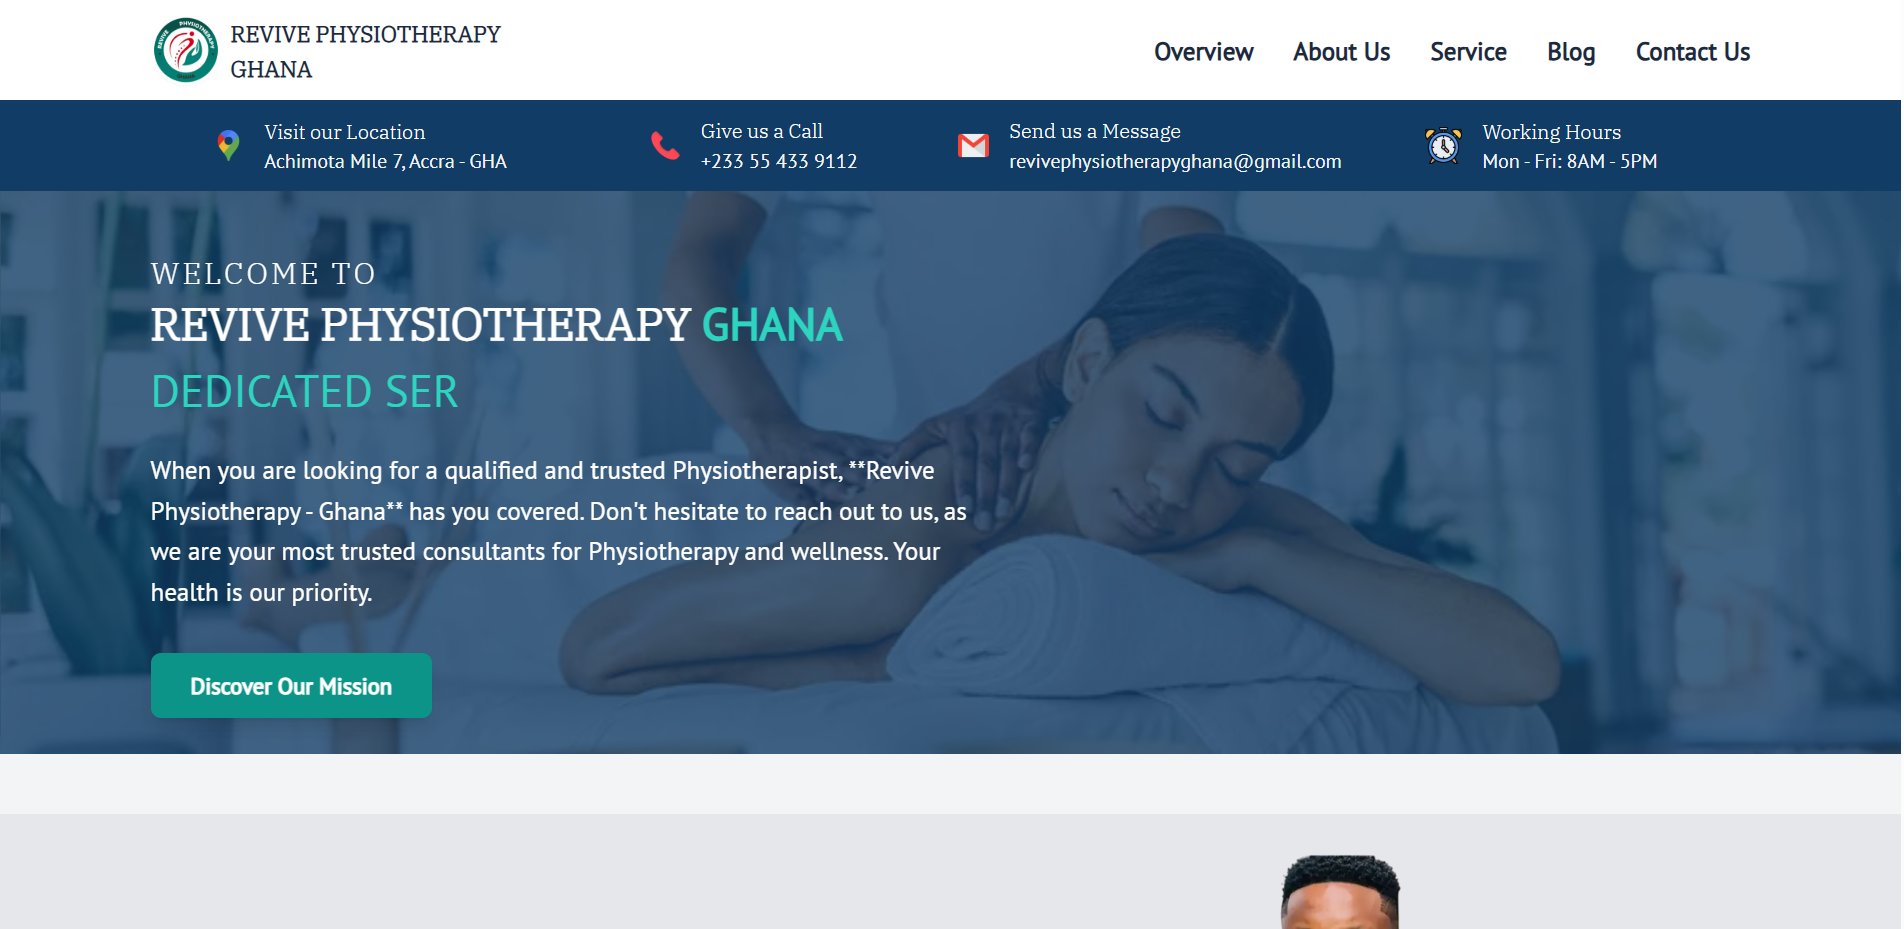 REVIVE PHYSIOTHERAPY
GHANA
Overview About Us Service Blog Contact Us
Visit our Location
Achimota Mile 7, Accra - GHA
Give us a Call
+233 55 433 9112
Send us a Message
revivephysiotherapyghana@gmail.com
Working Hours
Mon - Fri: 8AM - 5PM
WELCOME TO
REVIVE PHYSIOTHERAPY GHANA
DEDICATED SER
When you are looking for a qualified and trusted Physiotherapist, **Revive
Physiotherapy - Ghana** has you covered. Don't hesitate to reach out to us, as
we are your most trusted consultants for Physiotherapy and wellness. Your
health is our priority.
Discover Our Mission